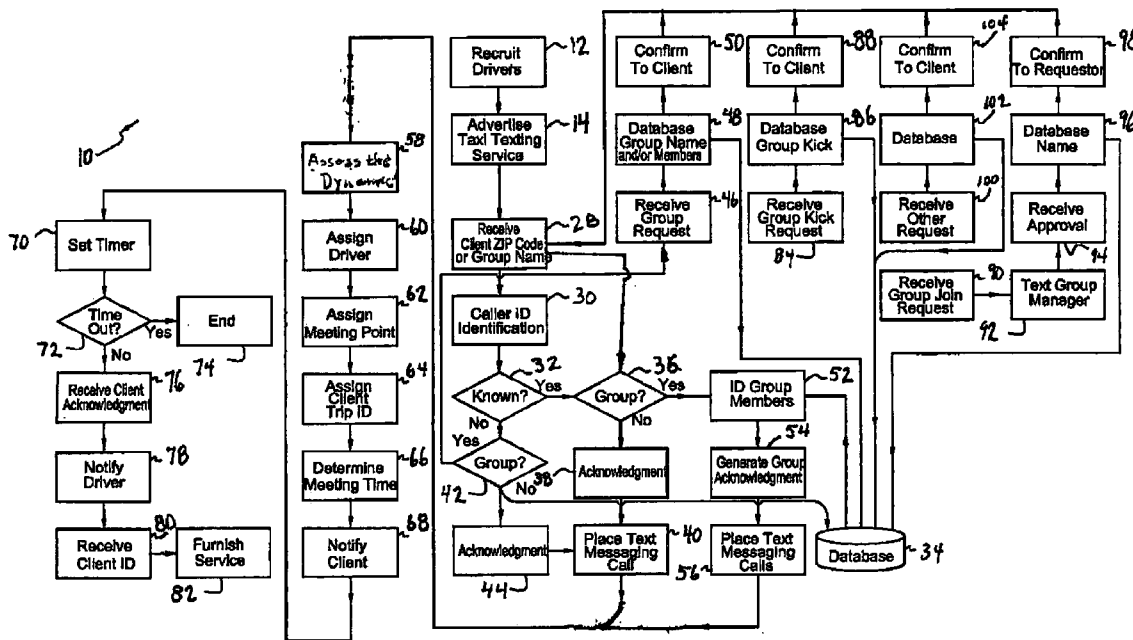 10
70
Set Timer
Time
Out?
72
Yes
No
End
74
Receive Client
Acknowledgment
76
Notify
Driver
78
Receive
Client ID
80
Furnish
Service
82
Assess the
Dynamics
58
Assign
Driver
60
Assign
Meeting Point
62
Assign
Client
Trip ID
64
Determine
Meeting Time
66
Notify
Client
68
Recruit
Drivers
12
Advertise
Taxi Texting
Service
14
Receive
Client ZIP Code
or Group Name
28
Caller ID
Identification
30
Known?
32
Yes
No
Group?
42
Yes
No
Acknowledgment
44
Group?
36
Yes
No
Acknowledgment
38
Place Text
Messaging
Call
40
ID Group
Members
52
Generate Group
Acknowledgment
54
Place Text
Messaging
Calls
56
Database
34
Confirm
To Client
50
Database
Group Name
and/or Members
48
Receive
Group
Request
46
Confirm
To Client
88
Database
Group Kick
86
Receive
Group Kick
Request
84
Confirm
To Client
104
Database
102
Receive
Other
Request
100
Receive
Group Join
Request
90
Text Group
Manager
92
Receive
Approval
94
Database
Name
96
Confirm
To Requestor
98